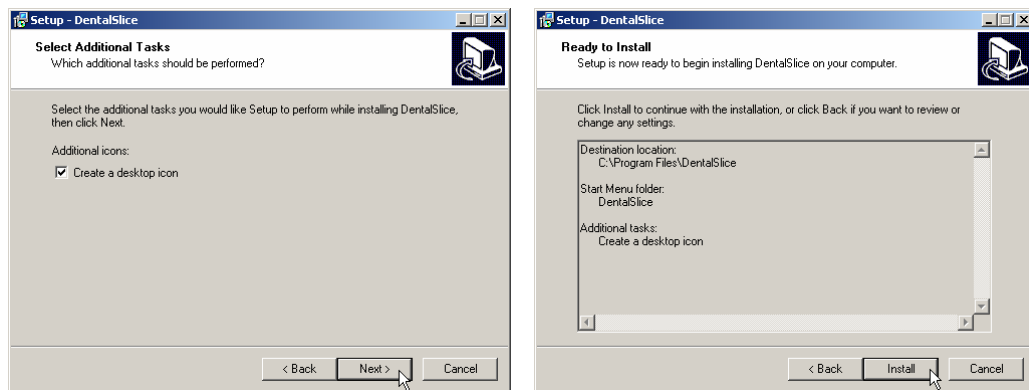 Setup - DentalSlice
Select Additional Tasks
Which additional tasks should be performed?
Select the additional tasks you would like Setup to perform while installing DentalSlice,
then click Next.
Additional icons:
Create a desktop icon
< Back
Next >
Cancel
Setup - DentalSlice
Ready to Install
Setup is now ready to begin installing DentalSlice on your computer.
Click Install to continue with the installation, or click Back if you want to review or
change any settings.
Destination location:
C:\Program Files\DentalSlice
Start Menu folder:
DentalSlice
Additional tasks:
Create a desktop icon
< Back
Install
Cancel